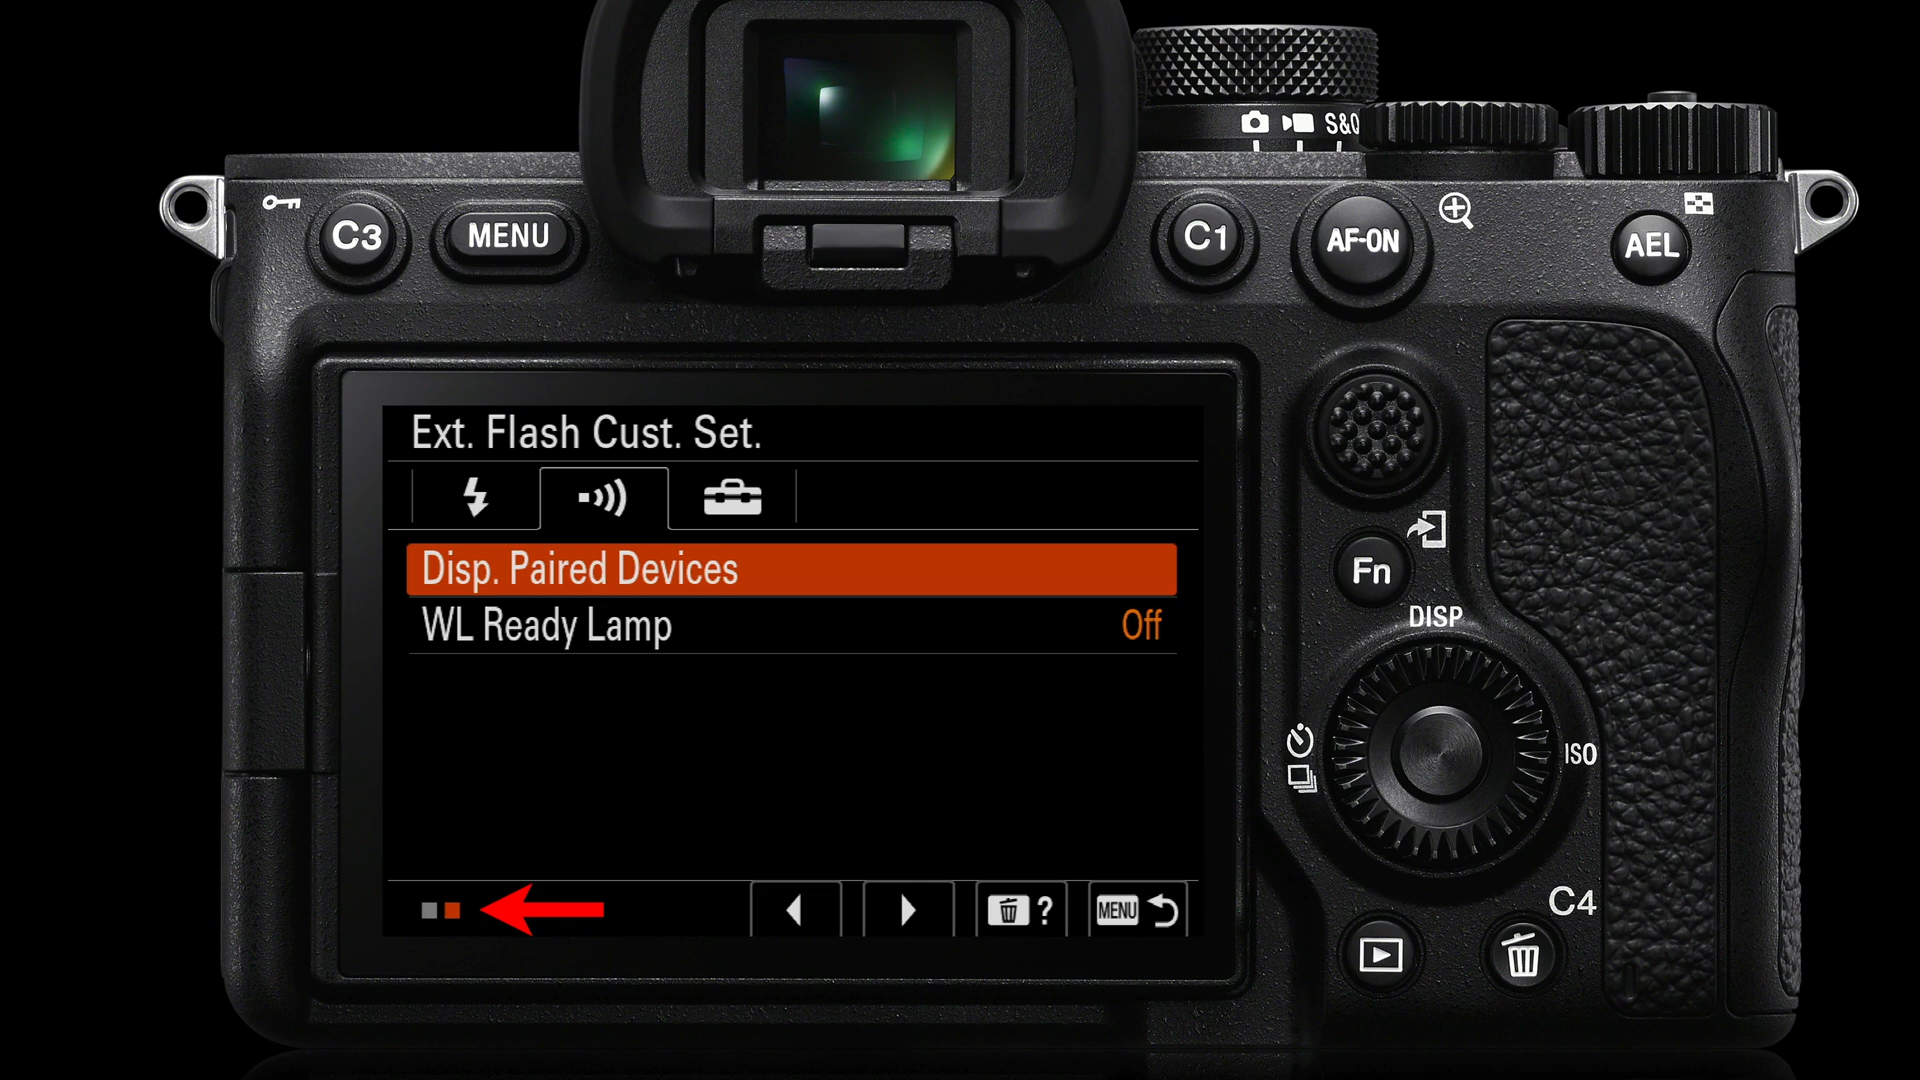 S&Q
C3
MENU
C1
AF-ON
AEL
Ext. Flash Cust. Set.
Disp. Paired Devices
WL Ready Lamp Off
?
MENU
Fn
DISP
ISO
C4